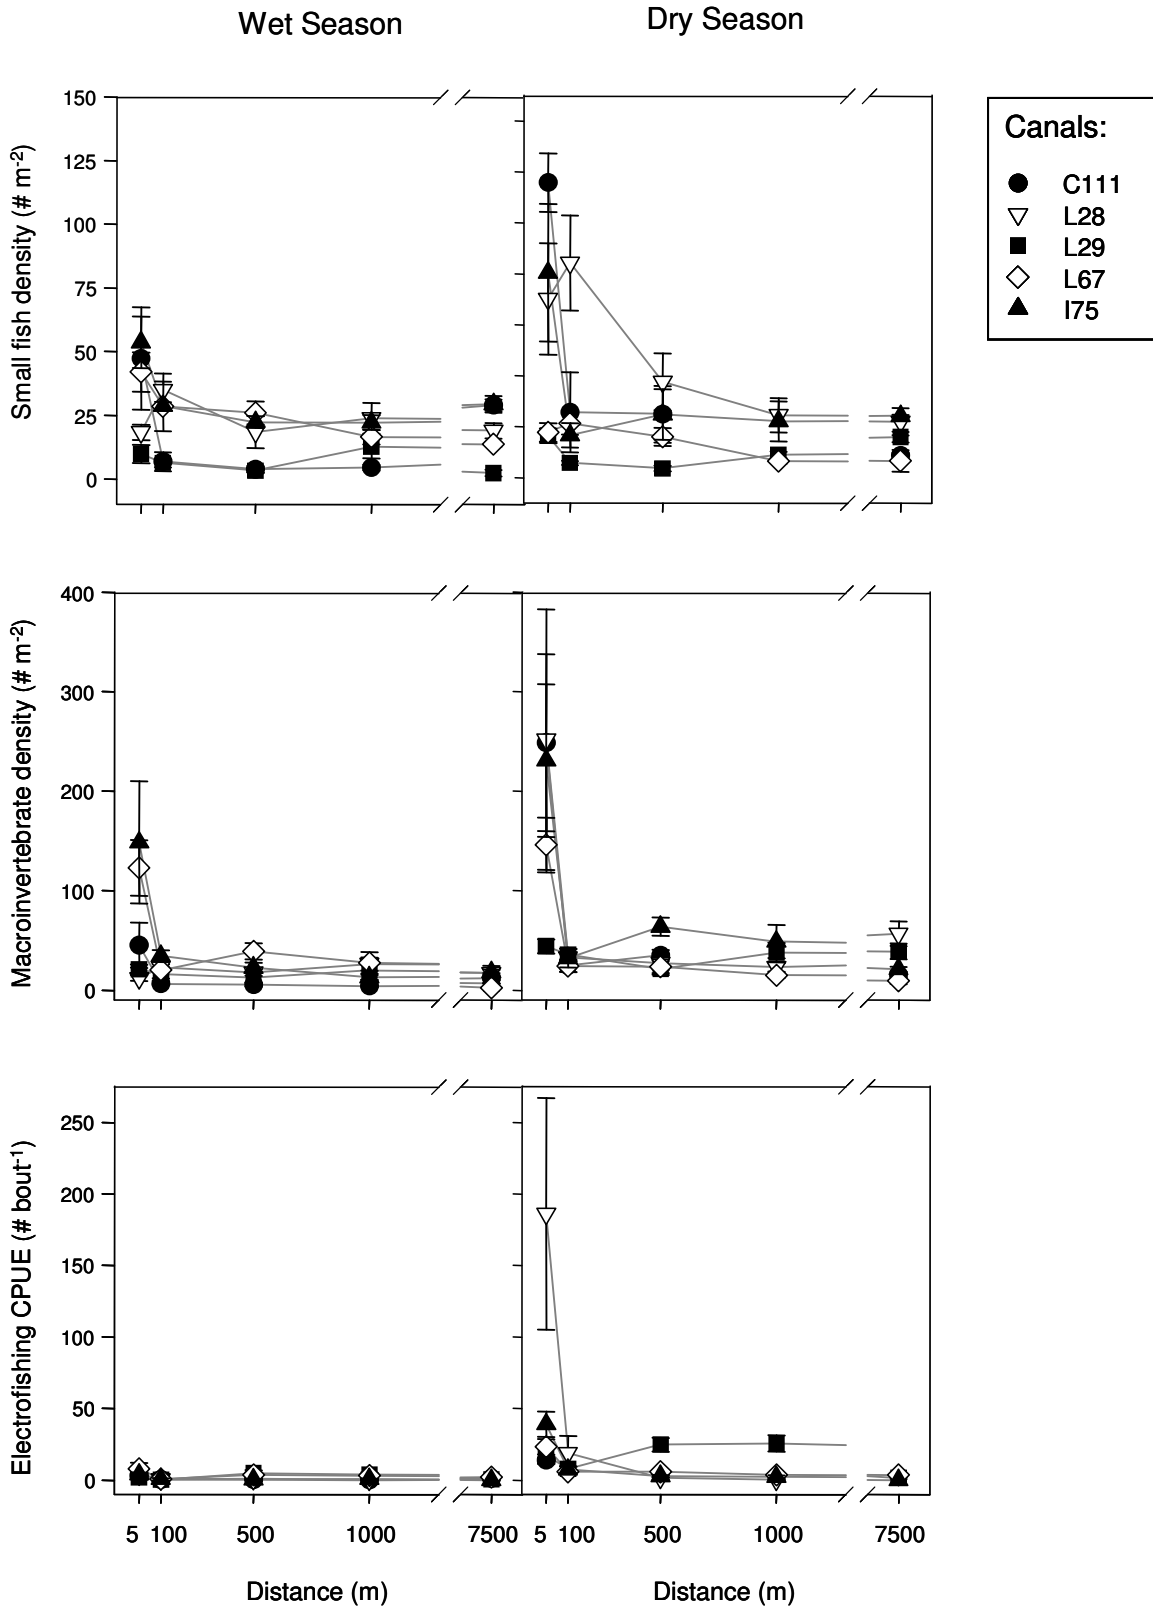 Wet Season
Dry Season
Canals:
C111
L28
L29
L67
I75
Small fish density (# m-2)
150
125
100
75
50
25
0
Macroinvertebrate density (# m-2)
400
300
200
100
0
Electrofishing CPUE (# bout-1)
250
200
150
100
50
0
5 100 500 1000 7500
5 100 500 1000 7500
Distance (m)
Distance (m)